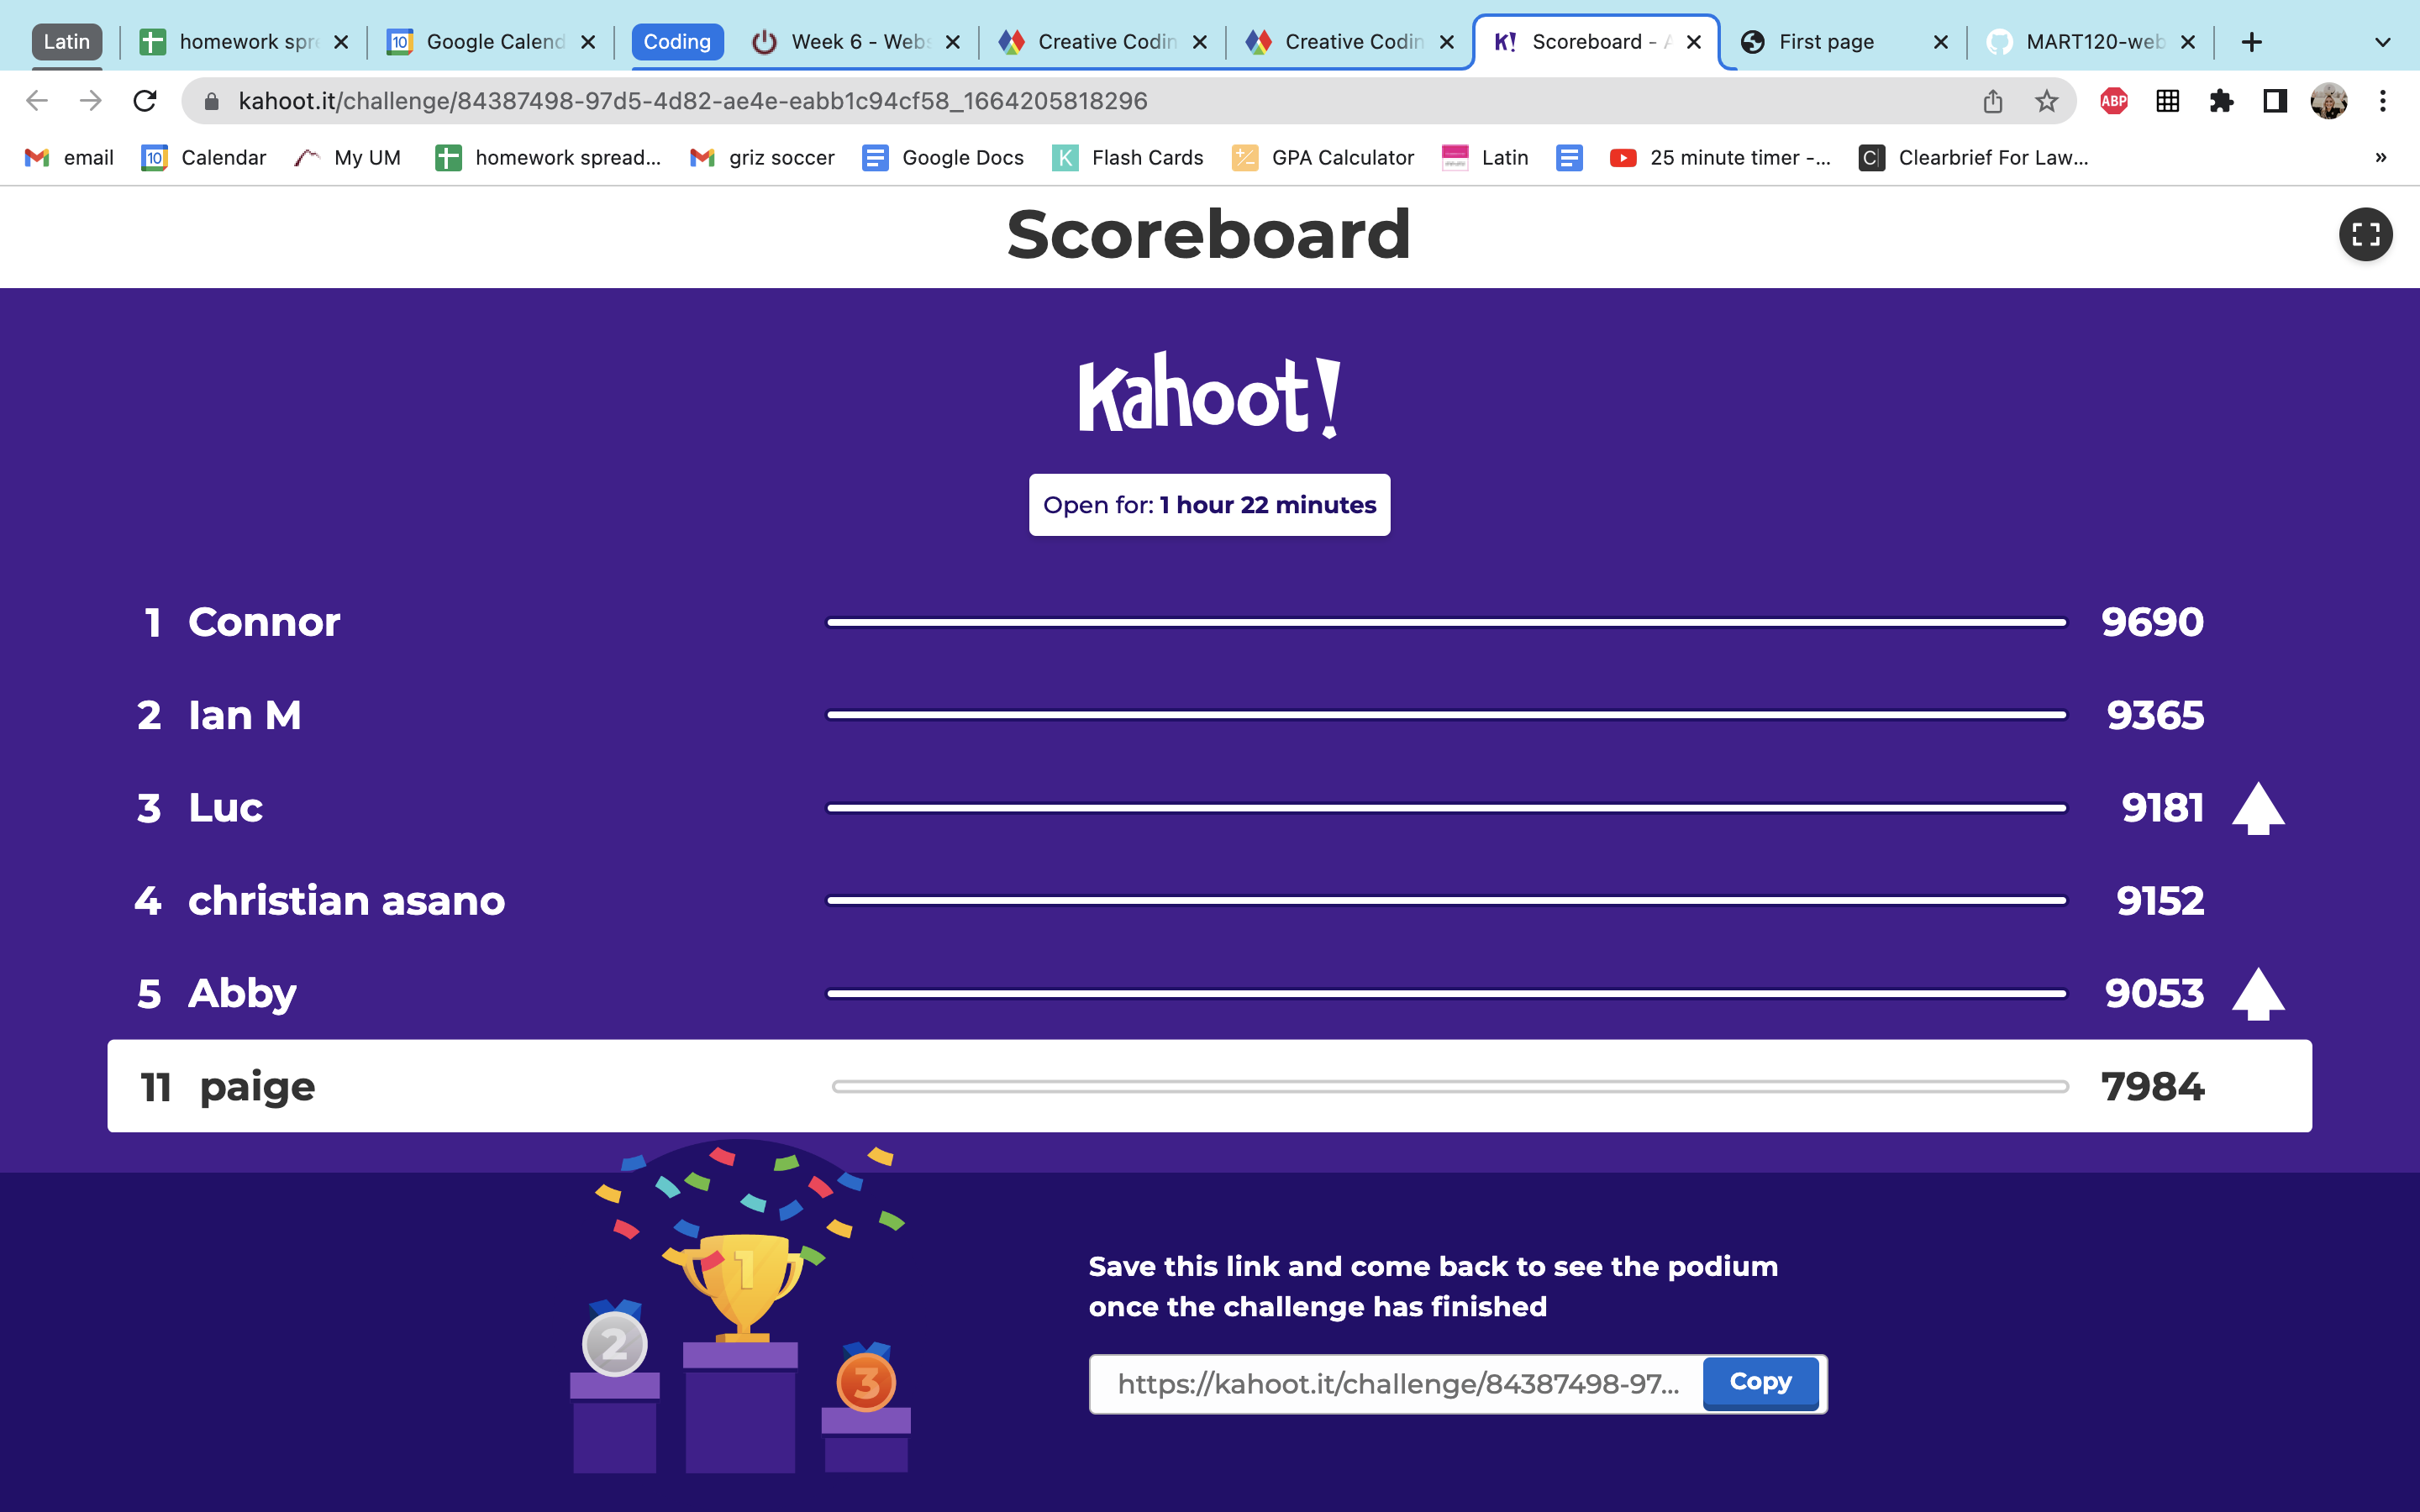 Latin
homework spr
Google Calend
Coding
Week 6 - Webs
Creative Codin
Creative Codin
K! Scoreboard - A
First page
MART120-web
kahoot.it/challenge/84387498-97d5-4d82-ae4e-eabb1c94cf58_1664205818296
ABP
email
10 Calendar
My UM
homework spread...
griz soccer
Google Docs
K Flash Cards
GPA Calculator
Latin
25 minute timer -...
C Clearbrief For Law...
»
Scoreboard
Kahoot!
Open for: 1 hour 22 minutes
1 Connor 9690
2 Ian M 9365
3 Luc 9181
4 christian asano 9152
5 Abby 9053
11 paige 7984
1
2
3
Save this link and come back to see the podium
once the challenge has finished
https://kahoot.it/challenge/84387498-97... Copy